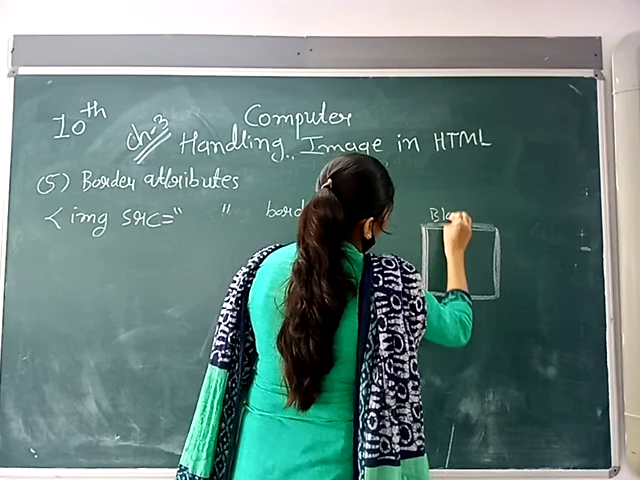 10th Computer
Ch.3 Handling Image in HTML
(5) Border attributes
<img src=" " bord